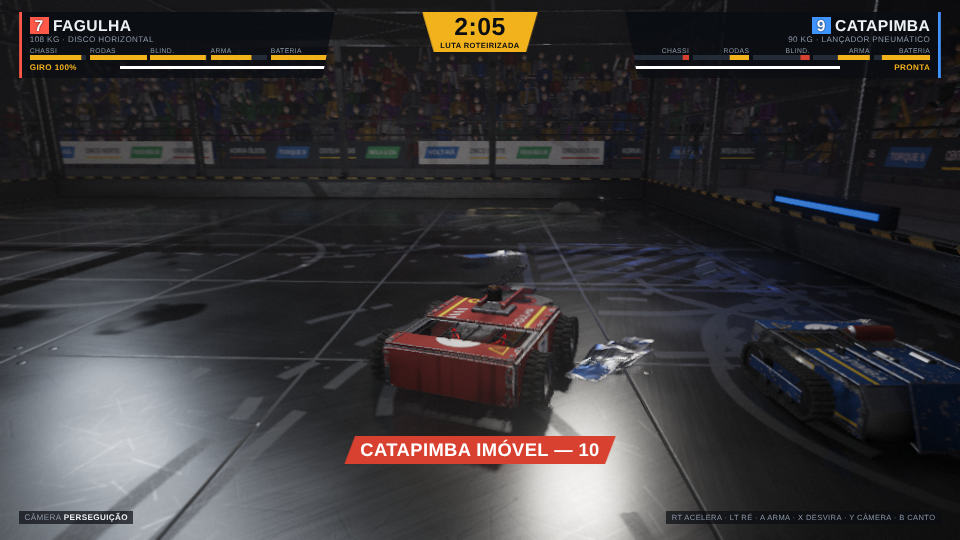 7 FAGULHA
108 KG · DISCO HORIZONTAL
CHASSI RODAS BLIND. ARMA BATERIA
GIRO 100%
2:05
LUTA ROTEIRIZADA
9 CATAPIMBA
90 KG · LANÇADOR PNEUMÁTICO
CHASSI RODAS BLIND. ARMA BATERIA
PRONTA
CATAPIMBA IMÓVEL — 10
CÂMERA PERSEGUIÇÃO
RT ACELERA · LT RÉ · A ARMA · X DESVIRA · Y CÂMERA · B CANTO